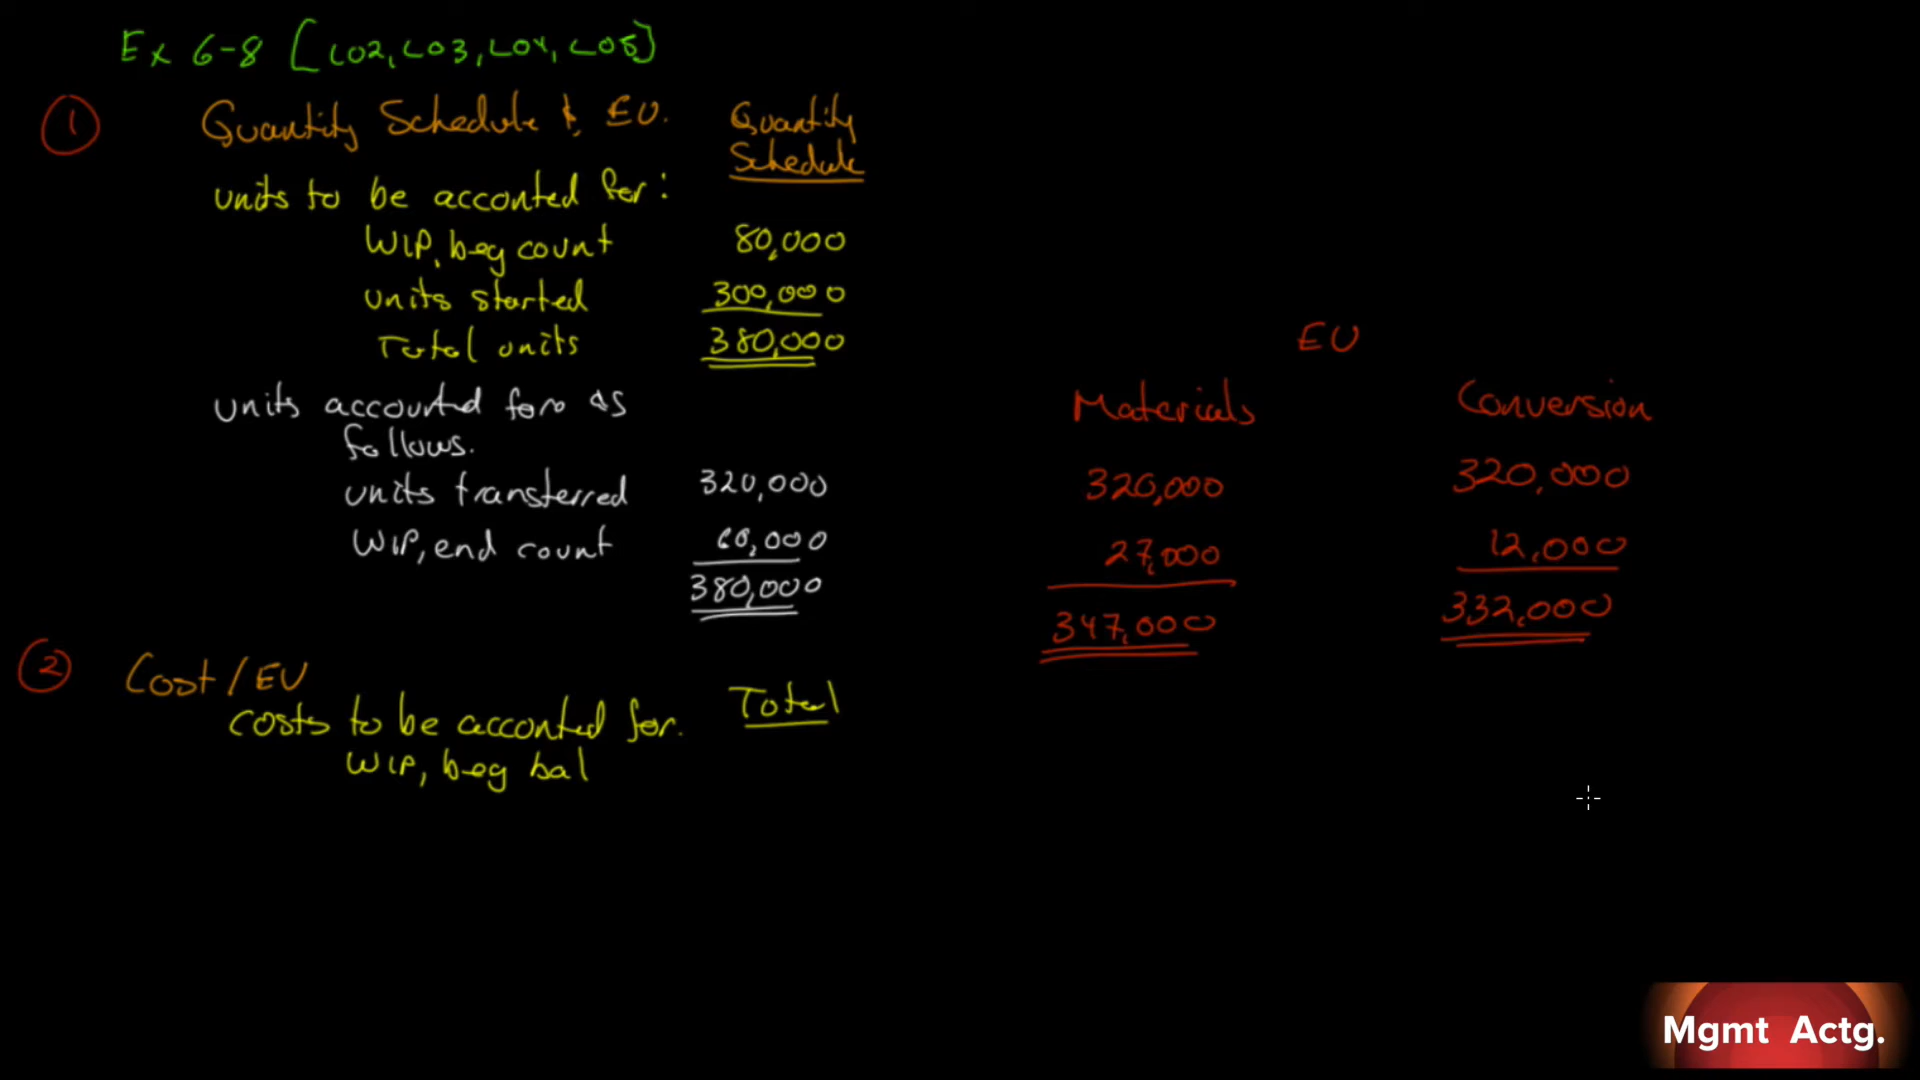 Ex 6-8 [LO2, LO3, LO4, LO5]
① Quantity Schedule & EU. Quantity Schedule
units to be acconted for:
WIP, beg count 80,000
units started 300,000
Total units 380,000
EU
units accounted for as
follows.
Materials Conversion
units transferred 320,000 320,000 320,000
WIP, end count 60,000 27,000 12,000
380,000 347,000 332,000
② Cost/EU
costs to be acconted for. Total
WIP, beg bal
Mgmt Actg.